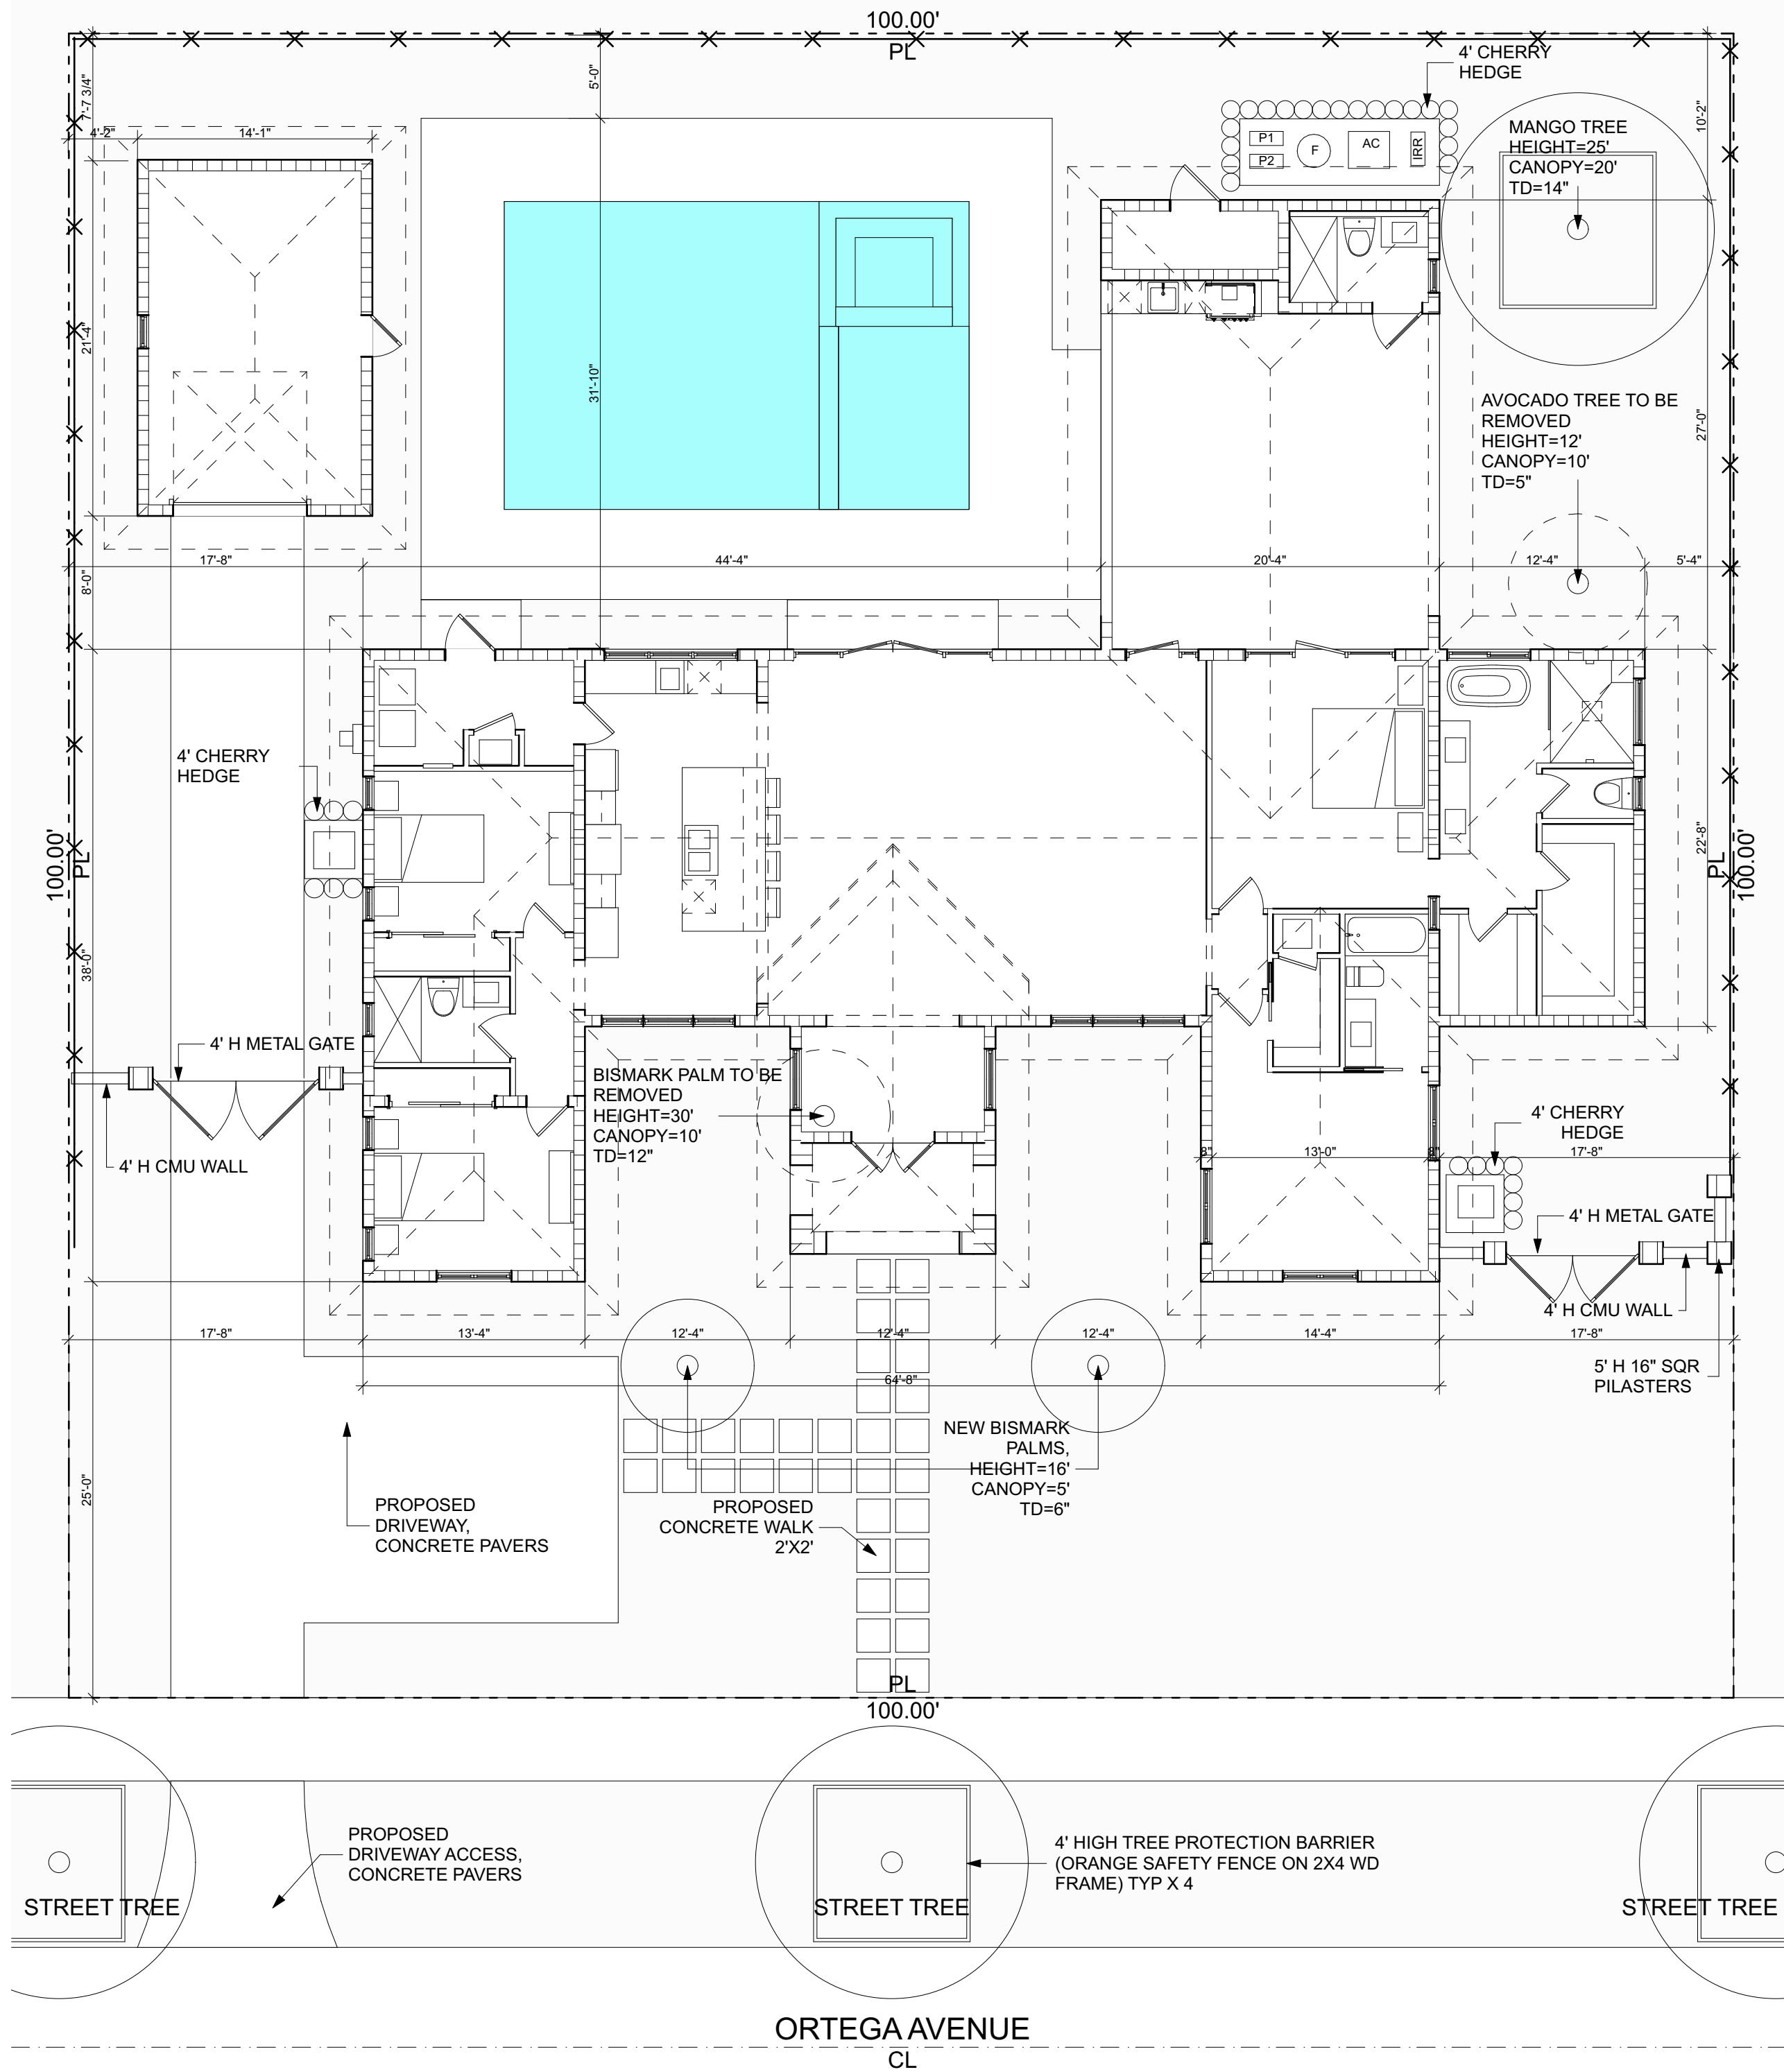 100.00'
PL
4' CHERRY
HEDGE
5'-0"
7'-7 3/4"
10'-2"
4'-2"
14'-1"
P1
P2
F
AC
IRR
MANGO TREE
HEIGHT=25'
CANOPY=20'
TD=14"
21'-4"
31'-10"
AVOCADO TREE TO BE
REMOVED
HEIGHT=12'
CANOPY=10'
TD=5"
27'-0"
17'-8"
44'-4"
20'-4"
12'-4"
5'-4"
8'-0"
4' CHERRY
HEDGE
100.00'
PL
22'-8"
PL
100.00'
38'-0"
4' H METAL GATE
4' H CMU WALL
BISMARK PALM TO BE
REMOVED
HEIGHT=30'
CANOPY=10'
TD=12"
4' CHERRY
HEDGE
8"
13'-0"
8"
17'-8"
4' H METAL GATE
4' H CMU WALL
17'-8"
13'-4"
12'-4"
12'-4"
12'-4"
14'-4"
17'-8"
5' H 16" SQR
PILASTERS
64'-8"
NEW BISMARK
PALMS,
HEIGHT=16'
CANOPY=5'
TD=6"
25'-0"
PROPOSED
DRIVEWAY,
CONCRETE PAVERS
PROPOSED
CONCRETE WALK
2'X2'
PL
100.00'
PROPOSED
DRIVEWAY ACCESS,
CONCRETE PAVERS
4' HIGH TREE PROTECTION BARRIER
(ORANGE SAFETY FENCE ON 2X4 WD
FRAME) TYP X 4
STREET TREE
STREET TREE
STREET TREE
ORTEGA AVENUE
CL